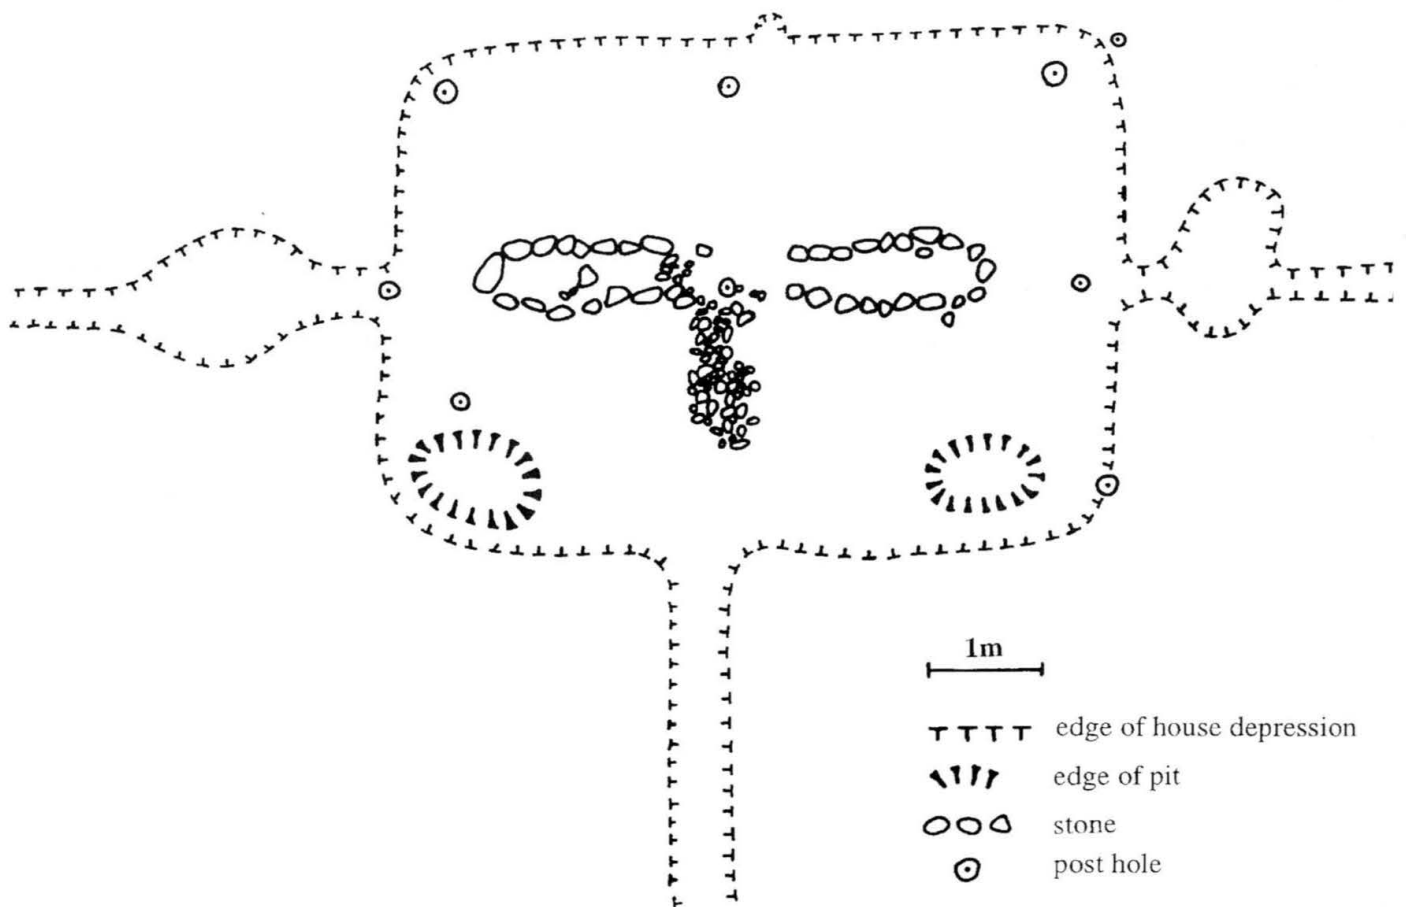 1m
edge of house depression
edge of pit
stone
post hole